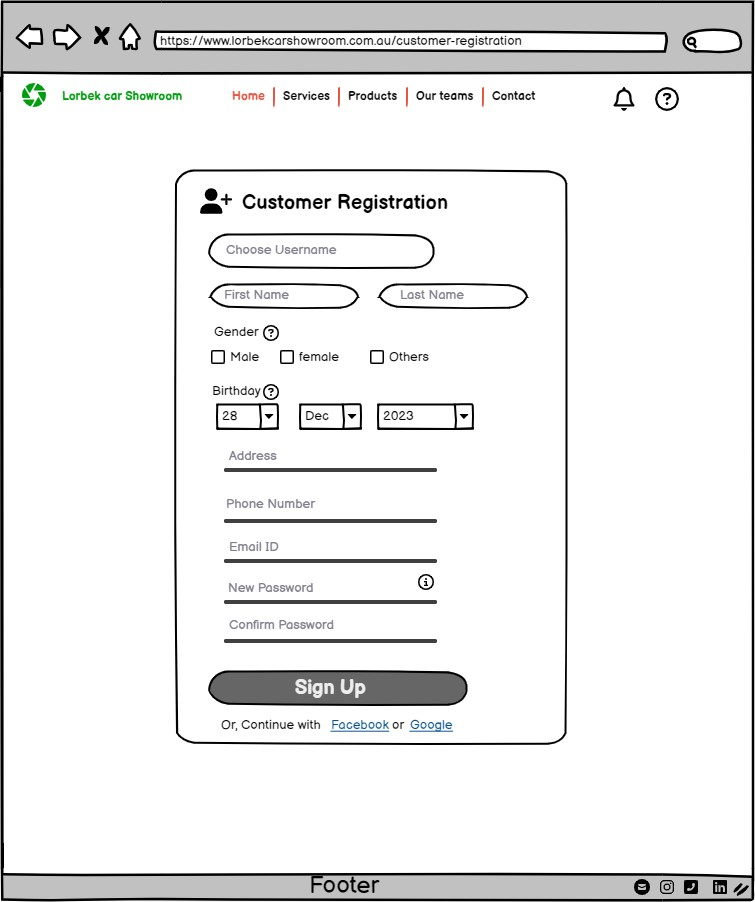 https://www.lorbekcarshowroom.com.au/customer-registration
Lorbek car Showroom Home Services Products Our teams Contact
Customer Registration
Choose Username
First Name Last Name
Gender
Male female Others
Birthday
28 Dec 2023
Address
Phone Number
Email ID
New Password
Confirm Password
Sign Up
Or, Continue with Facebook or Google
Footer